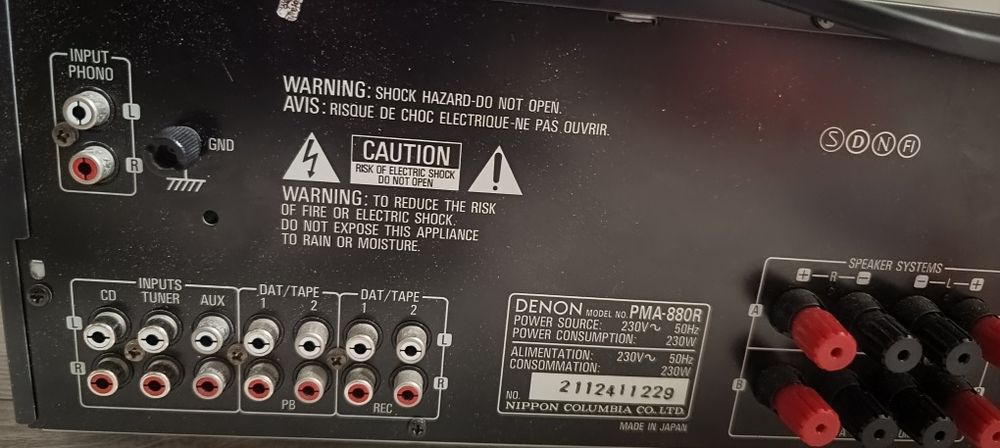 INPUT
PHONO
L
R
GND
WARNING: SHOCK HAZARD-DO NOT OPEN.
AVIS: RISQUE DE CHOC ELECTRIQUE-NE PAS OUVRIR.
CAUTION
RISK OF ELECTRIC SHOCK
DO NOT OPEN
WARNING: TO REDUCE THE RISK
OF FIRE OR ELECTRIC SHOCK.
DO NOT EXPOSE THIS APPLIANCE
TO RAIN OR MOISTURE.
S D N FI
INPUTS
CD TUNER AUX
DAT/TAPE
1 2
DAT/TAPE
1 2
L L
R R
PB REC
DENON MODEL NO. PMA-880R
POWER SOURCE: 230V~ 50Hz
POWER CONSUMPTION: 230W
ALIMENTATION: 230V~ 50Hz
CONSOMMATION: 230W
NO. 2112411229
NIPPON COLUMBIA CO., LTD.
MADE IN JAPAN
SPEAKER SYSTEMS
+ R - - L +
A
B